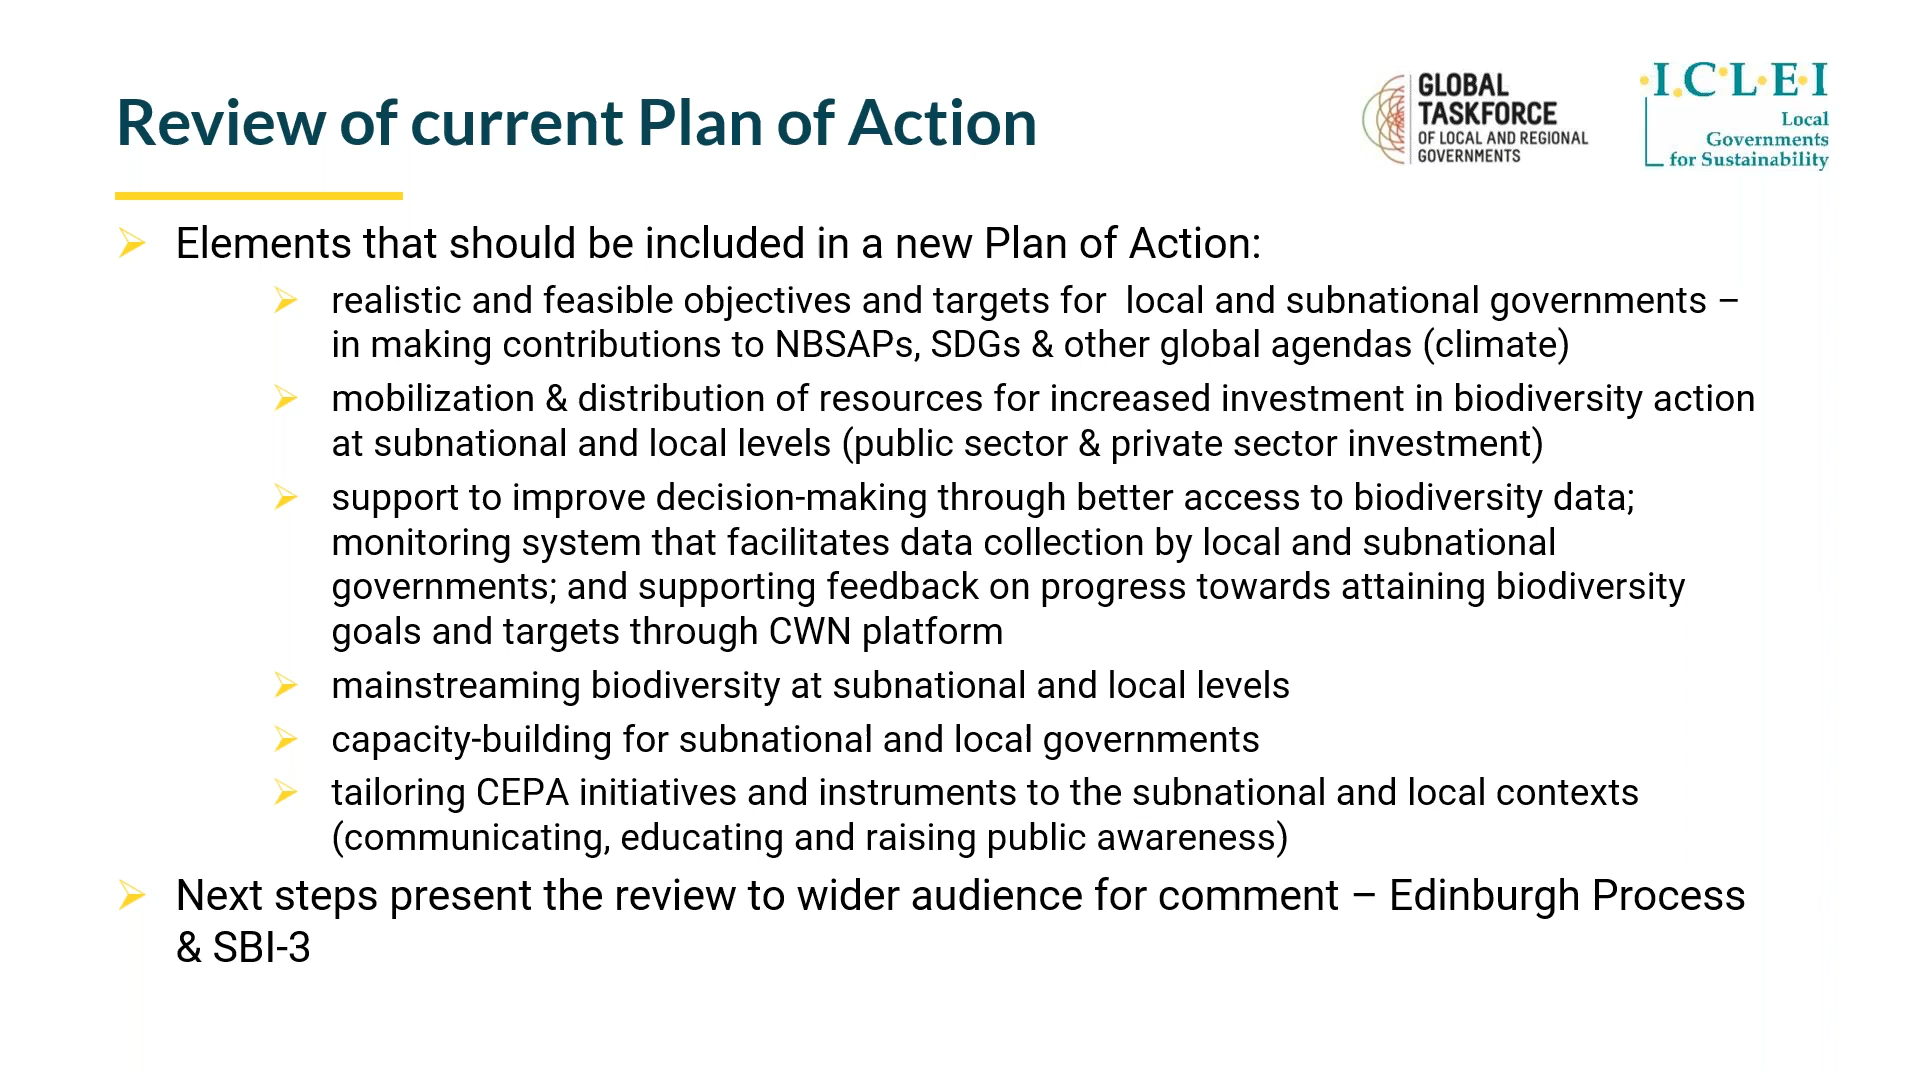 Review of current Plan of Action
GLOBAL
TASKFORCE
OF LOCAL AND REGIONAL
GOVERNMENTS
I.C.L.E.I
Local
Governments
for Sustainability
Elements that should be included in a new Plan of Action:
realistic and feasible objectives and targets for  local and subnational governments –
in making contributions to NBSAPs, SDGs & other global agendas (climate)
mobilization & distribution of resources for increased investment in biodiversity action
at subnational and local levels (public sector & private sector investment)
support to improve decision-making through better access to biodiversity data;
monitoring system that facilitates data collection by local and subnational
governments; and supporting feedback on progress towards attaining biodiversity
goals and targets through CWN platform
mainstreaming biodiversity at subnational and local levels
capacity-building for subnational and local governments
tailoring CEPA initiatives and instruments to the subnational and local contexts
(communicating, educating and raising public awareness)
Next steps present the review to wider audience for comment – Edinburgh Process
& SBI-3